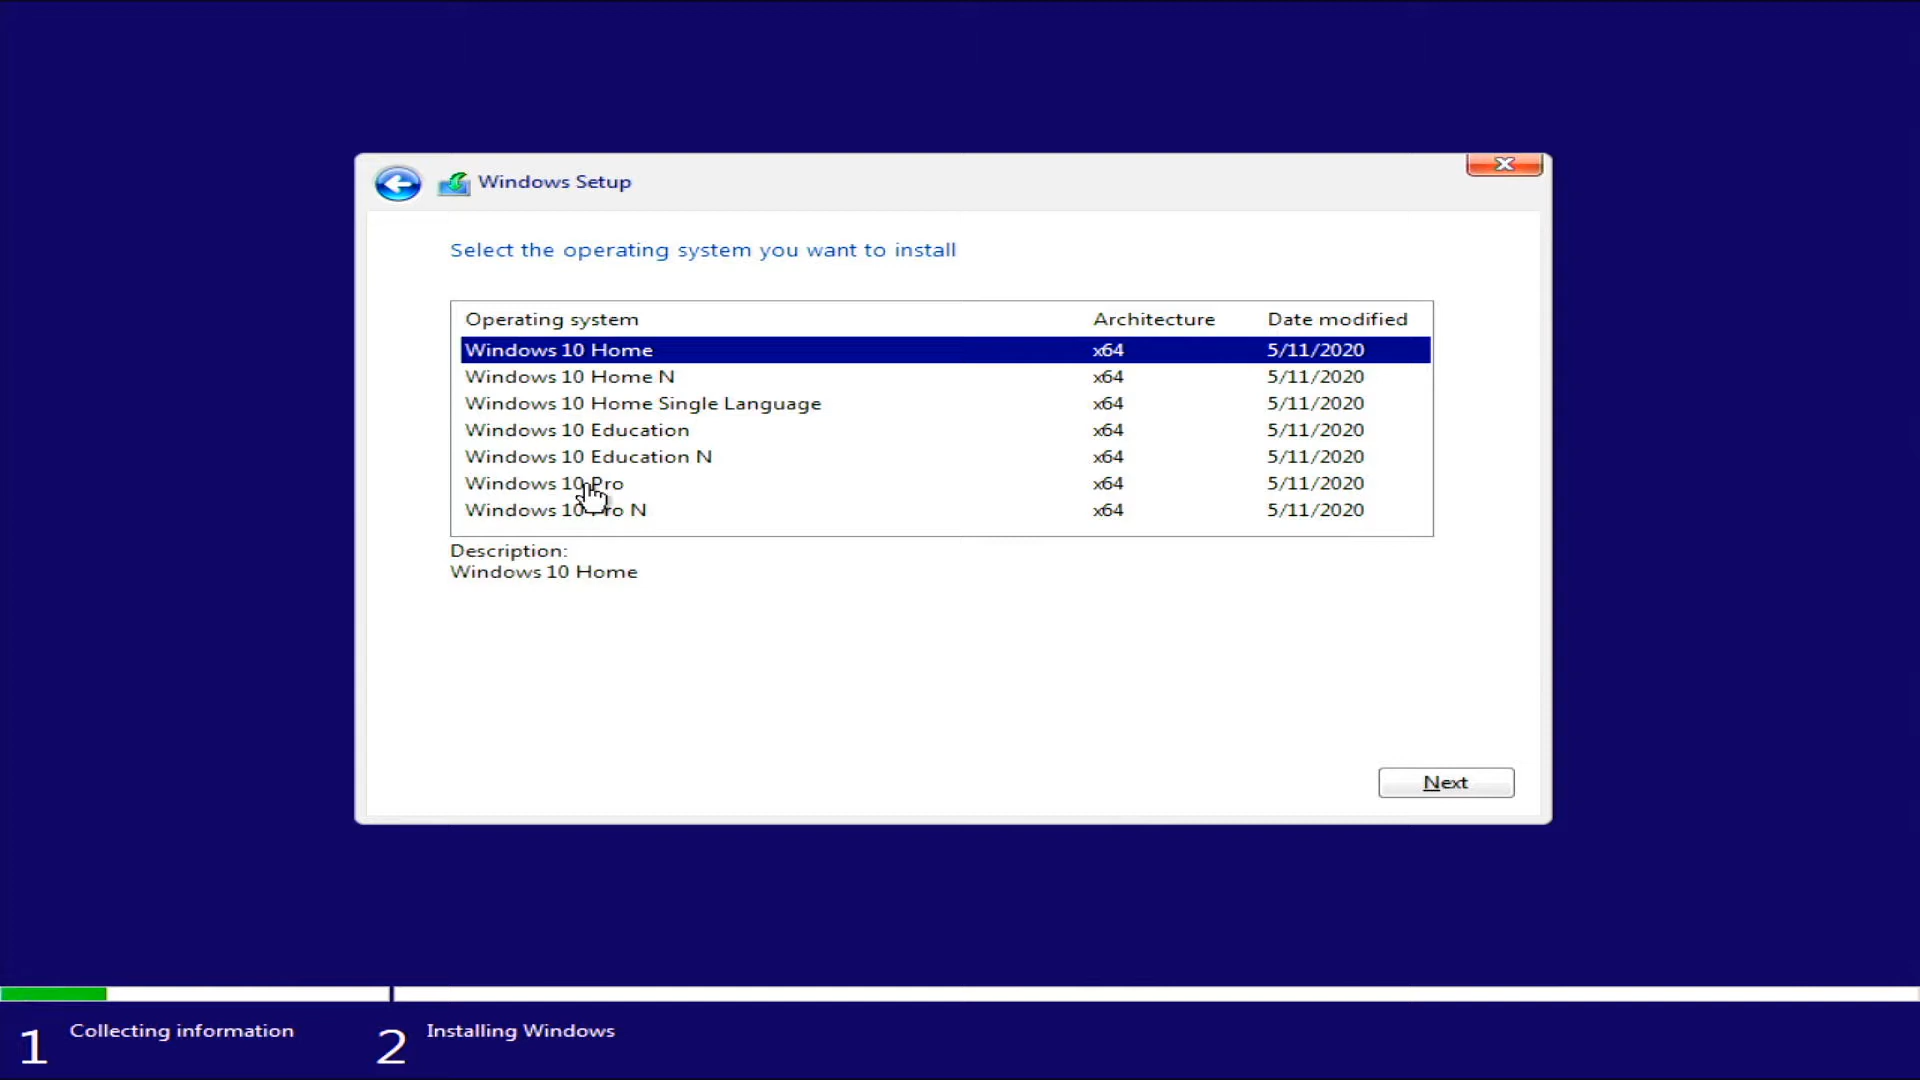 Windows Setup
Select the operating system you want to install
Operating system Architecture Date modified
Windows 10 Home x64 5/11/2020
Windows 10 Home N x64 5/11/2020
Windows 10 Home Single Language x64 5/11/2020
Windows 10 Education x64 5/11/2020
Windows 10 Education N x64 5/11/2020
Windows 10 Pro x64 5/11/2020
Windows 10 Pro N x64 5/11/2020
Description:
Windows 10 Home
Next
1 Collecting information 2 Installing Windows